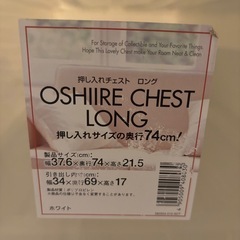 For Storage of Collectible and Your Favorite Things
Hope This Lovely Chest make Your Room Neat & Clean
押し入れチェスト ロング
OSHIIRE CHEST
LONG
押し入れサイズの奥行74cm!
製品サイズ(cm):
幅37.6×奥行74×高さ21.5
引き出し内寸(cm):
幅34×奥行69×高さ17
ホワイト